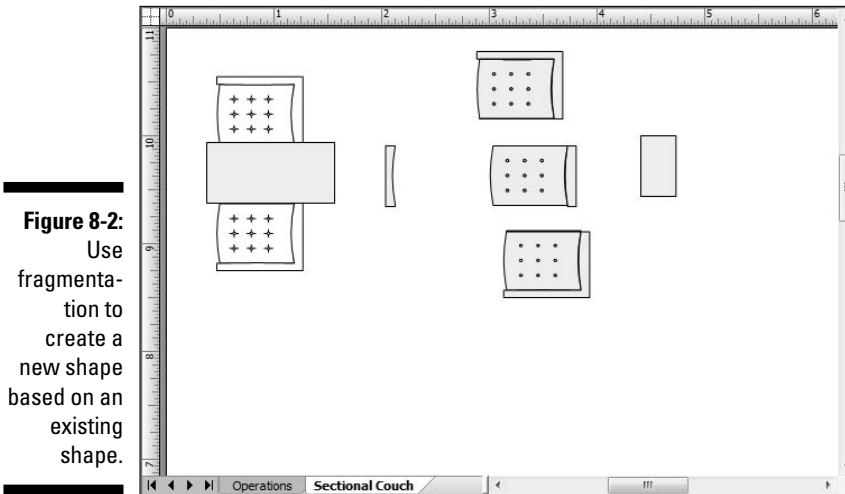 0 1 2 3 4 5 6
11
10
9
8
7
Figure 8-2:
Use
fragmenta-
tion to
create a
new shape
based on an
existing
shape.
Operations Sectional Couch